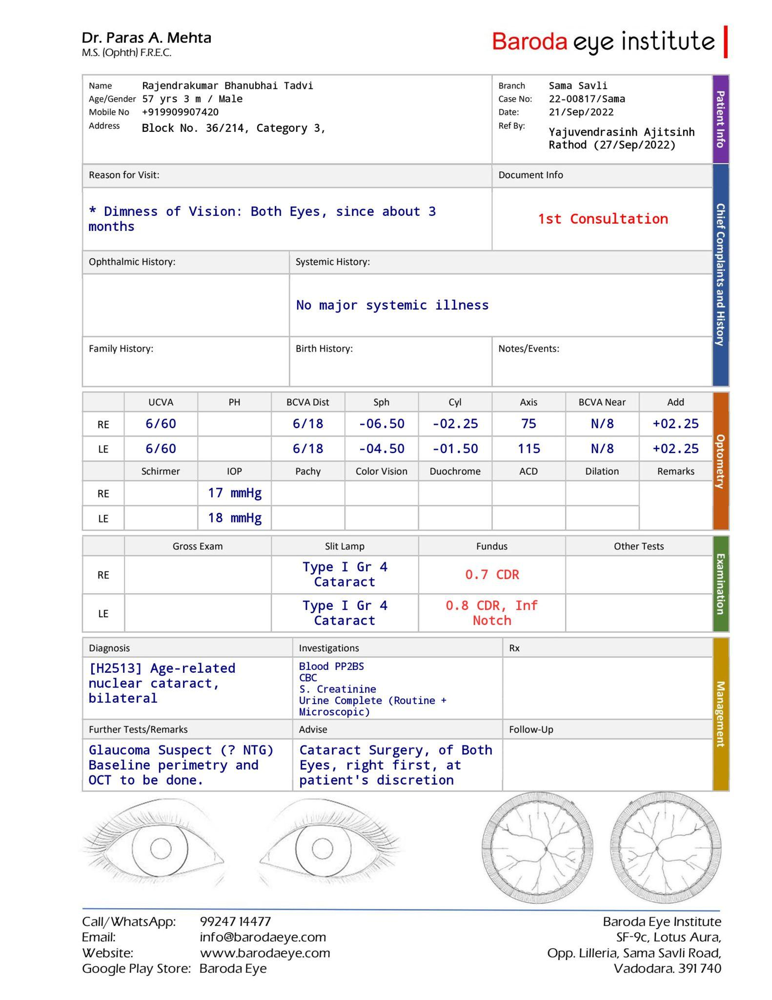 Dr. Paras A. Mehta
M.S. (Ophth) F.R.E.C.
Baroda eye institute
Name Rajendrakumar Bhanubhai Tadvi
Age/Gender 57 yrs 3 m / Male
Mobile No +919909907420
Address Block No. 36/214, Category 3,
Branch Sama Savli
Case No: 22-00817/Sama
Date: 21/Sep/2022
Ref By: Yajuvendrasinh Ajitsinh
Rathod (27/Sep/2022)
Patient Info
Reason for Visit: Document Info
* Dimness of Vision: Both Eyes, since about 3
months
1st Consultation
Ophthalmic History: Systemic History:
No major systemic illness
Family History: Birth History: Notes/Events:
Chief Complaints and History
UCVA PH BCVA Dist Sph Cyl Axis BCVA Near Add
RE 6/60 6/18 -06.50 -02.25 75 N/8 +02.25
LE 6/60 6/18 -04.50 -01.50 115 N/8 +02.25
Schirmer IOP Pachy Color Vision Duochrome ACD Dilation Remarks
RE 17 mmHg
LE 18 mmHg
Optometry
Gross Exam Slit Lamp Fundus Other Tests
RE Type I Gr 4
Cataract
0.7 CDR
LE Type I Gr 4
Cataract
0.8 CDR, Inf
Notch
Examination
Diagnosis Investigations Rx
[H2513] Age-related
nuclear cataract,
bilateral
Blood PP2BS
CBC
S. Creatinine
Urine Complete (Routine +
Microscopic)
Further Tests/Remarks Advise Follow-Up
Glaucoma Suspect (? NTG)
Baseline perimetry and
OCT to be done.
Cataract Surgery, of Both
Eyes, right first, at
patient's discretion
Management
Call/WhatsApp: 99247 14477
Email: info@barodaeye.com
Website: www.barodaeye.com
Google Play Store: Baroda Eye
Baroda Eye Institute
SF-9c, Lotus Aura,
Opp. Lilleria, Sama Savli Road,
Vadodara. 391 740